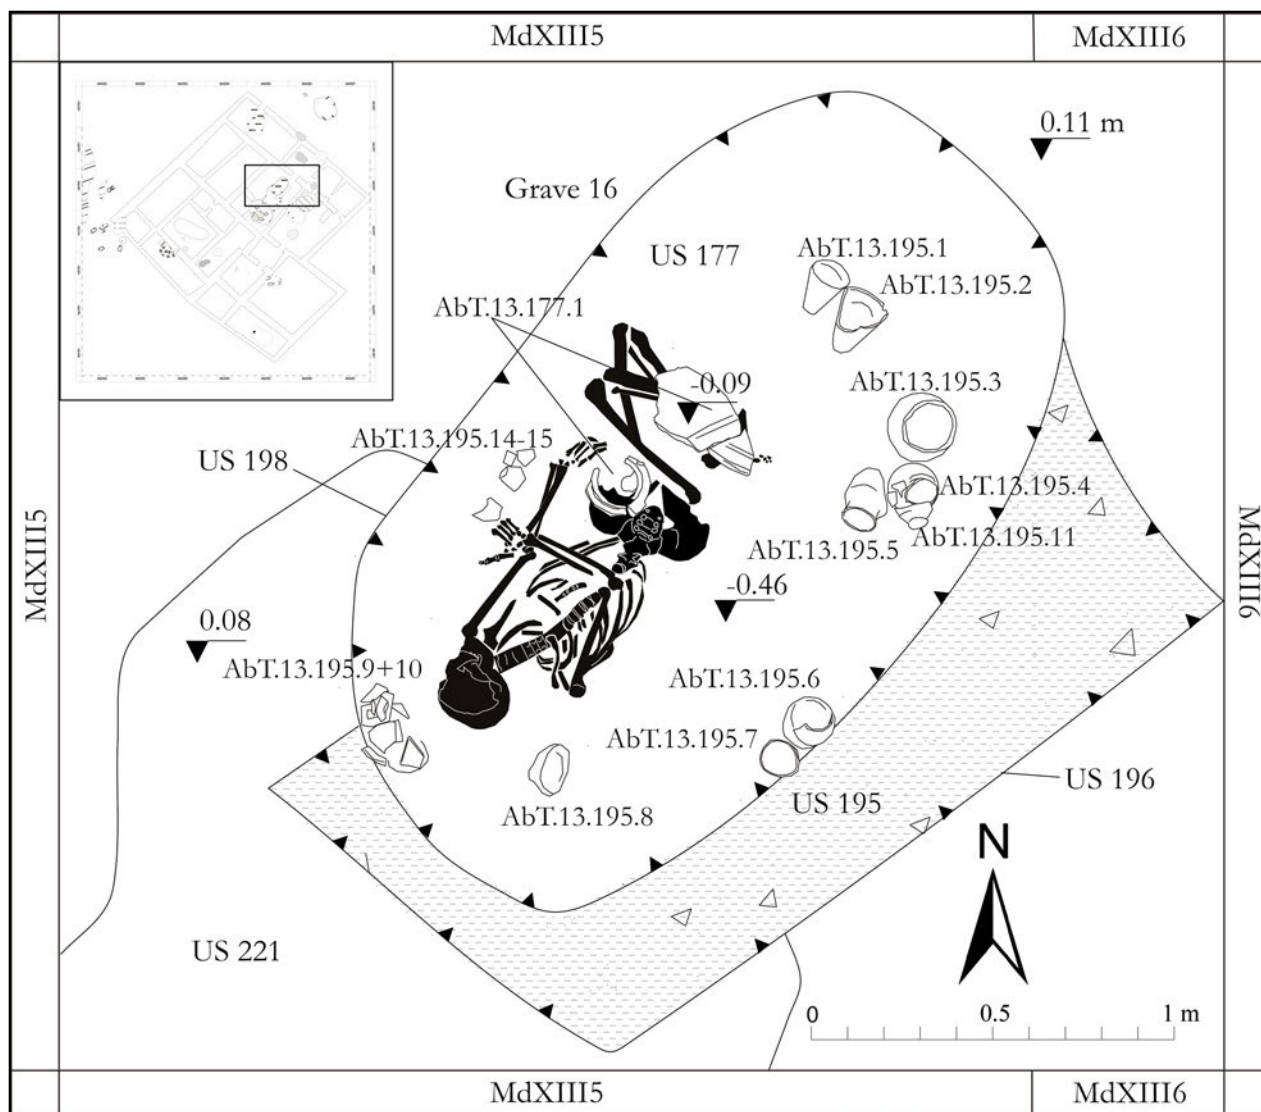 MdXIII5
MdXIII6
0.11 m
Grave 16
US 177
AbT.13.195.1
AbT.13.195.2
AbT.13.177.1
-0.09
AbT.13.195.3
AbT.13.195.14-15
US 198
AbT.13.195.4
MdXIII5
MdXIII6
AbT.13.195.11
AbT.13.195.5
-0.46
0.08
AbT.13.195.9+10
AbT.13.195.6
AbT.13.195.7
US 196
US 195
AbT.13.195.8
N
US 221
0
0.5
1 m
MdXIII5
MdXIII6